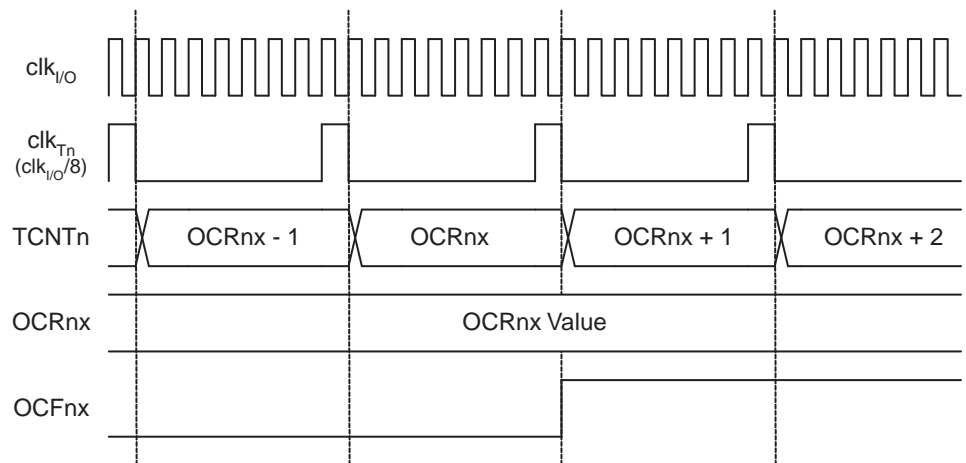 clkI/O
clkTn
(clkI/O/8)
TCNTn OCRnx - 1 OCRnx OCRnx + 1 OCRnx + 2
OCRnx OCRnx Value
OCFnx